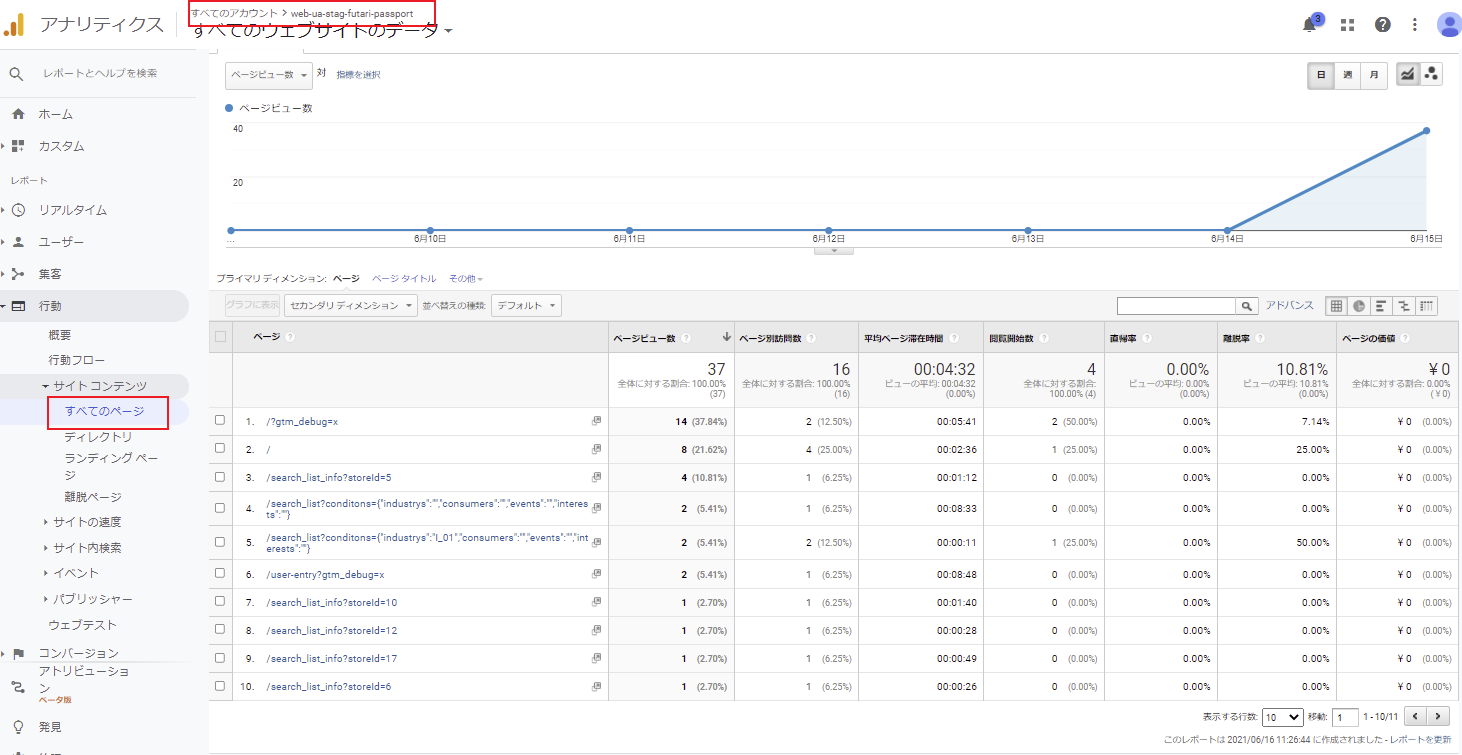 アナリティクス
すべてのアカウント > web-ua-stag-futari-passport
すべてのウェブサイトのデータ
3
レポートとヘルプを検索
ホーム
カスタム
レポート
リアルタイム
ユーザー
集客
行動
概要
行動フロー
サイト コンテンツ
すべてのページ
ディレクトリ
ランディング ペー
ジ
離脱ページ
サイトの速度
サイト内検索
イベント
パブリッシャー
ウェブテスト
コンバージョン
アトリビューショ
ン
ベータ版
発見
ページビュー数 対 指標を選択
日 週 月
ページビュー数
40
20
... 6月10日 6月11日 6月12日 6月13日 6月14日 6月15日
プライマリ ディメンション: ページ ページ タイトル その他
グラフに表示 セカンダリ ディメンション 並べ替えの種類: デフォルト アドバンス
ページ ? ページビュー数 ? ページ別訪問数 ? 平均ページ滞在時間 ? 閲覧開始数 ? 直帰率 ? 離脱率 ? ページの価値 ?
37 16 00:04:32 4 0.00% 10.81% ¥ 0
全体に対する割合: 100.00% 全体に対する割合: 100.00% ビューの平均: 00:04:32 全体に対する割合: ビューの平均: 0.00% ビューの平均: 10.81% 全体に対する割合: 0.00%
(37) (16) (0.00%) 100.00% (4) (0.00%) (0.00%) (¥ 0)
1. /?gtm_debug=x 14 (37.84%) 2 (12.50%) 00:05:41 2 (50.00%) 0.00% 7.14% ¥ 0 (0.00%)
2. / 8 (21.62%) 4 (25.00%) 00:02:36 1 (25.00%) 0.00% 25.00% ¥ 0 (0.00%)
3. /search_list_info?storeId=5 4 (10.81%) 1 (6.25%) 00:01:12 0 (0.00%) 0.00% 0.00% ¥ 0 (0.00%)
4. /search_list?conditons={"industrys":"","consumers":"","events":"","interes
ts":""} 2 (5.41%) 1 (6.25%) 00:08:33 0 (0.00%) 0.00% 0.00% ¥ 0 (0.00%)
5. /search_list?conditons={"industrys":"I_01","consumers":"","events":"","int
erests":""} 2 (5.41%) 2 (12.50%) 00:00:11 1 (25.00%) 0.00% 50.00% ¥ 0 (0.00%)
6. /user-entry?gtm_debug=x 2 (5.41%) 1 (6.25%) 00:08:48 0 (0.00%) 0.00% 0.00% ¥ 0 (0.00%)
7. /search_list_info?storeId=10 1 (2.70%) 1 (6.25%) 00:01:40 0 (0.00%) 0.00% 0.00% ¥ 0 (0.00%)
8. /search_list_info?storeId=12 1 (2.70%) 1 (6.25%) 00:00:28 0 (0.00%) 0.00% 0.00% ¥ 0 (0.00%)
9. /search_list_info?storeId=17 1 (2.70%) 1 (6.25%) 00:00:49 0 (0.00%) 0.00% 0.00% ¥ 0 (0.00%)
10. /search_list_info?storeId=6 1 (2.70%) 1 (6.25%) 00:00:26 0 (0.00%) 0.00% 0.00% ¥ 0 (0.00%)
表示する行数: 10 移動: 1 1 - 10/11
このレポートは 2021/06/16 11:26:44 に作成されました - レポートを更新